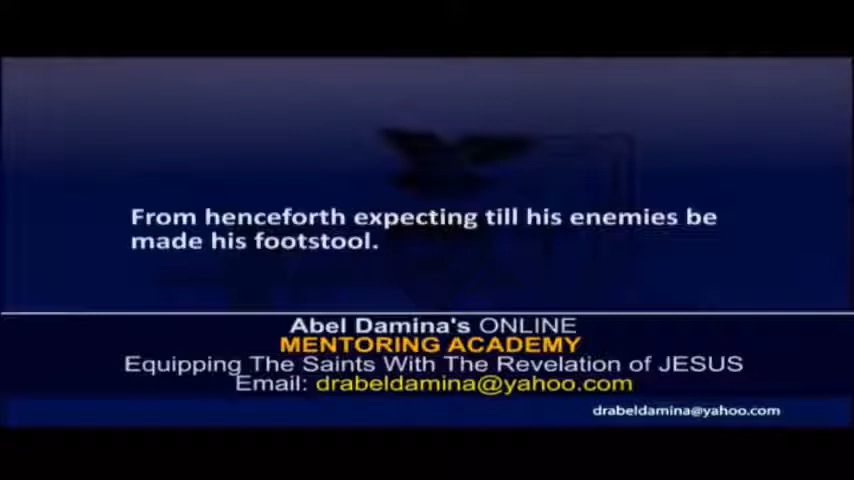 From henceforth expecting till his enemies be
made his footstool.
Abel Damina's ONLINE
MENTORING ACADEMY
Equipping The Saints With The Revelation of JESUS
Email: drabeldamina@yahoo.com
drabeldamina@yahoo.com